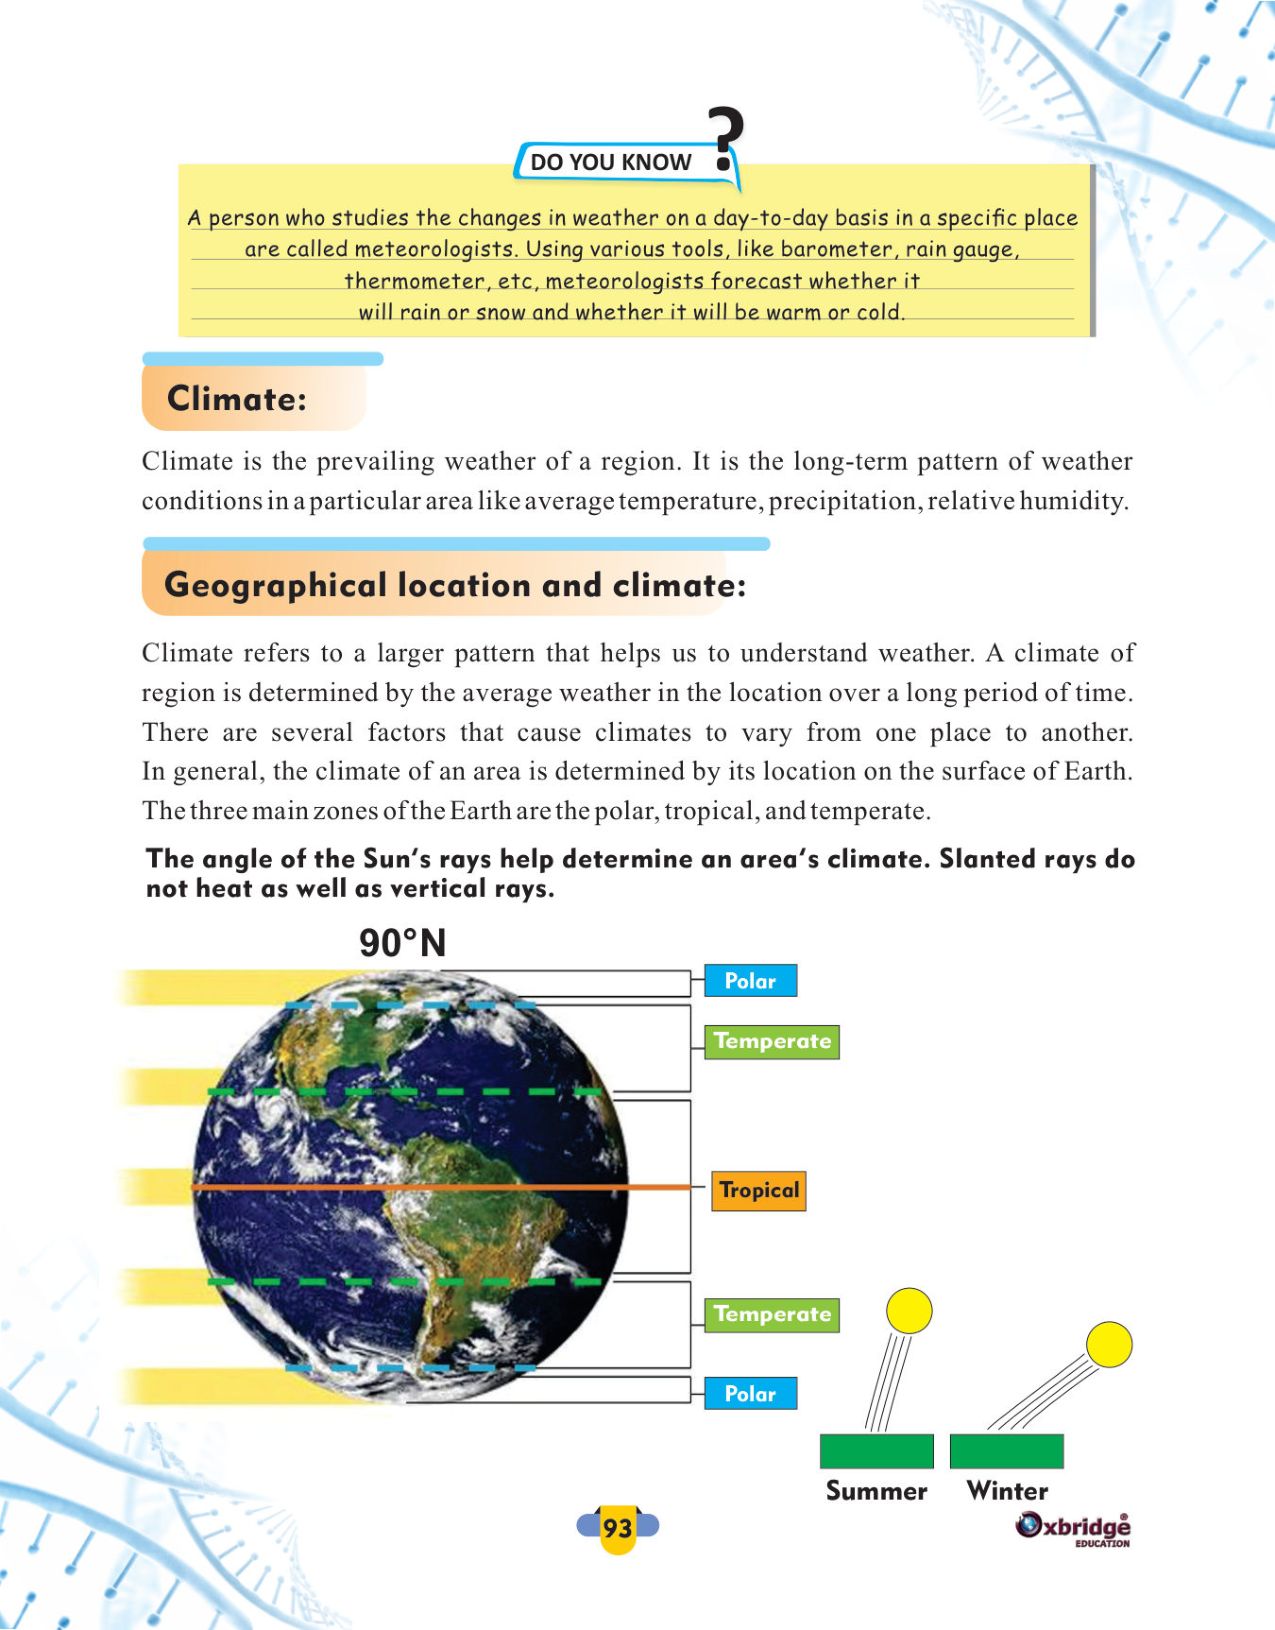 DO YOU KNOW ?
A person who studies the changes in weather on a day-to-day basis in a specific place
are called meteorologists. Using various tools, like barometer, rain gauge,
thermometer, etc, meteorologists forecast whether it
will rain or snow and whether it will be warm or cold.
Climate:
Climate is the prevailing weather of a region. It is the long-term pattern of weather
conditions in a particular area like average temperature, precipitation, relative humidity.
Geographical location and climate:
Climate refers to a larger pattern that helps us to understand weather. A climate of
region is determined by the average weather in the location over a long period of time.
There are several factors that cause climates to vary from one place to another.
In general, the climate of an area is determined by its location on the surface of Earth.
The three main zones of the Earth are the polar, tropical, and temperate.
The angle of the Sun's rays help determine an area's climate. Slanted rays do
not heat as well as vertical rays.
90°N
Polar
Temperate
Tropical
Temperate
Polar
Summer
Winter
93
Oxbridge®
EDUCATION